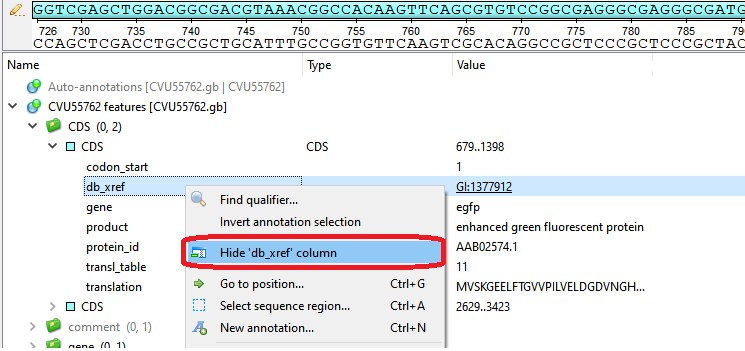 GGTCGAGCTGGACGGCGACGTAAACGGCCACAAGTTCAGCGTGTCCGGCGAGGGCGAGGGCGATG
726 730 735 740 745 750 755 760 765 770 775 780 790
CCAGCTCGACCTGCCGCTGCATTTGCCGGTGTTCAAGTCGCACAGGCCGCTCCCGCTCCCGCTAC
Name Type Value
Auto-annotations [CVU55762.gb | CVU55762]
CVU55762 features [CVU55762.gb]
CDS (0, 2)
CDS CDS 679..1398
codon_start 1
db_xref GI:1377912
gene egfp
product enhanced green fluorescent protein
protein_id AAB02574.1
transl_table 11
translation MVSKGEELFTGVVPILVELDGDVNGH...
CDS 2629..3423
comment (0, 1)
gene (0, 1)
Find qualifier...
Invert annotation selection
Hide 'db_xref' column
Go to position... Ctrl+G
Select sequence region... Ctrl+A
New annotation... Ctrl+N